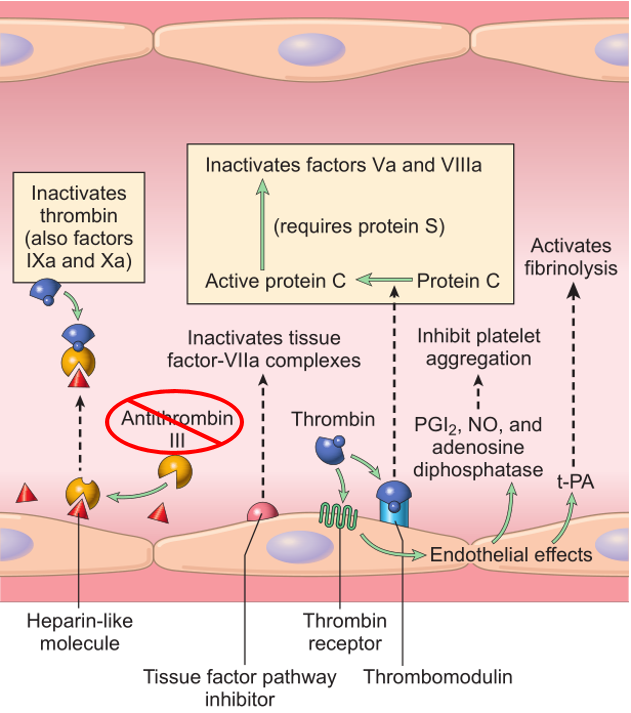 Inactivates factors Va and VIIIa
(requires protein S)
Active protein C
Protein C
Inactivates
thrombin
(also factors
IXa and Xa)
Activates
fibrinolysis
Inactivates tissue
factor-VIIa complexes
Inhibit platelet
aggregation
Antithrombin
III
Thrombin
PGI₂, NO, and
adenosine
diphosphatase
t-PA
Endothelial effects
Heparin-like
molecule
Thrombin
receptor
Tissue factor pathway
inhibitor
Thrombomodulin